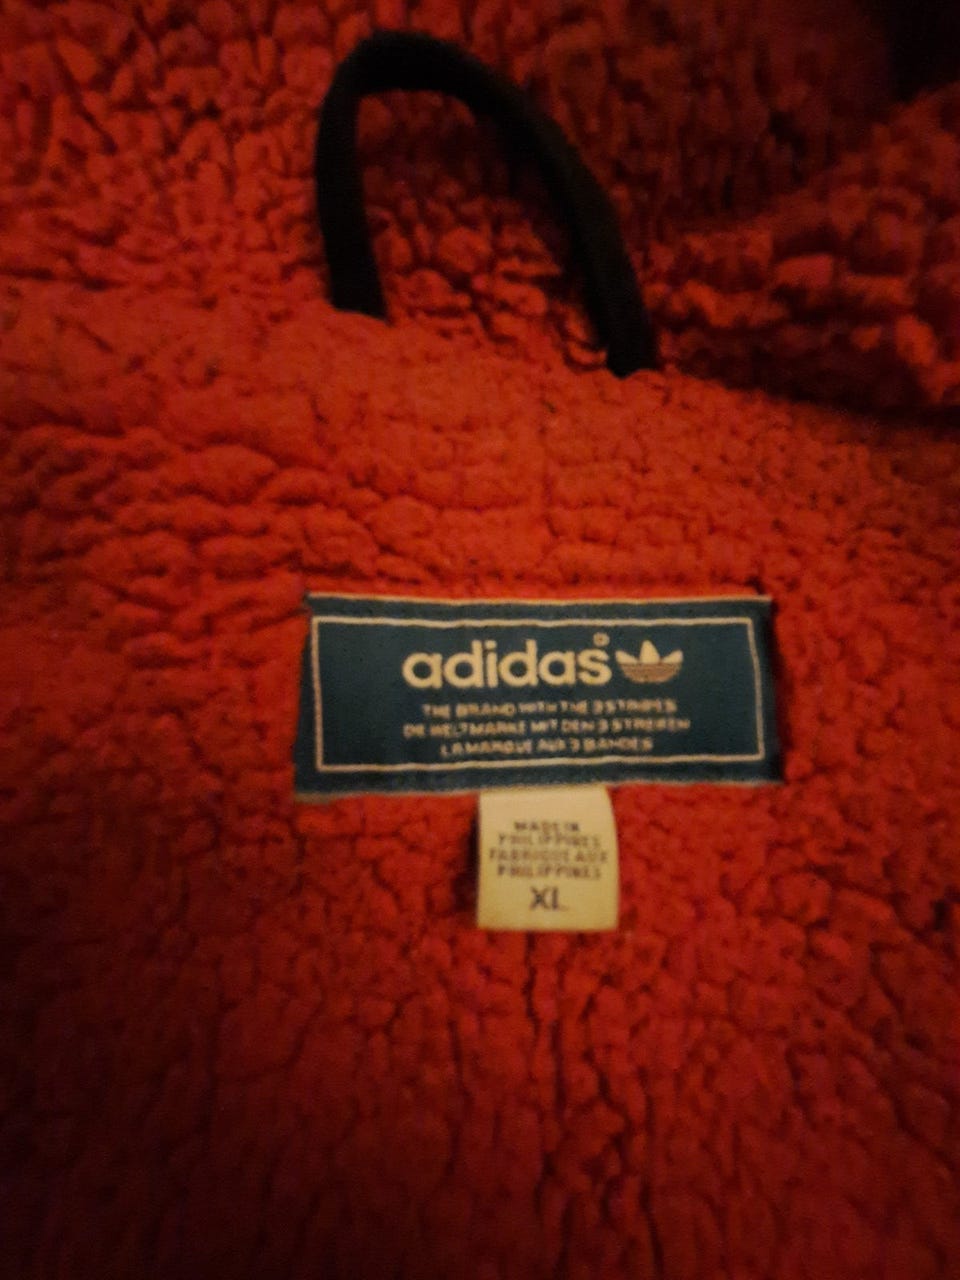 adidas
THE BRAND WITH THE 3 STRIPES
DIE WELTMARKE MIT DEN 3 STREIFEN
LA MARQUE AUX 3 BANDES
MADE IN
PHILIPPINES
FABRIQUE AUX
PHILIPPINES
XL